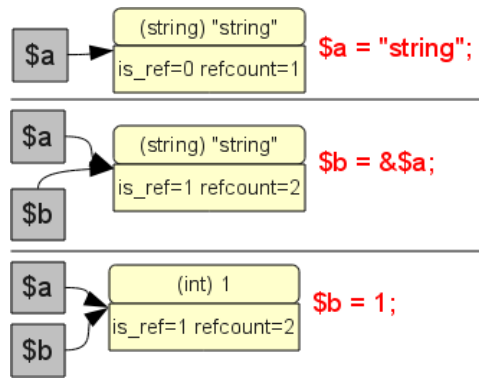 (string) "string"
$a
$a = "string";
is_ref=0 refcount=1
$a
(string) "string"
$b = &$a;
is_ref=1 refcount=2
$b
$a
(int) 1
$b = 1;
is_ref=1 refcount=2
$b